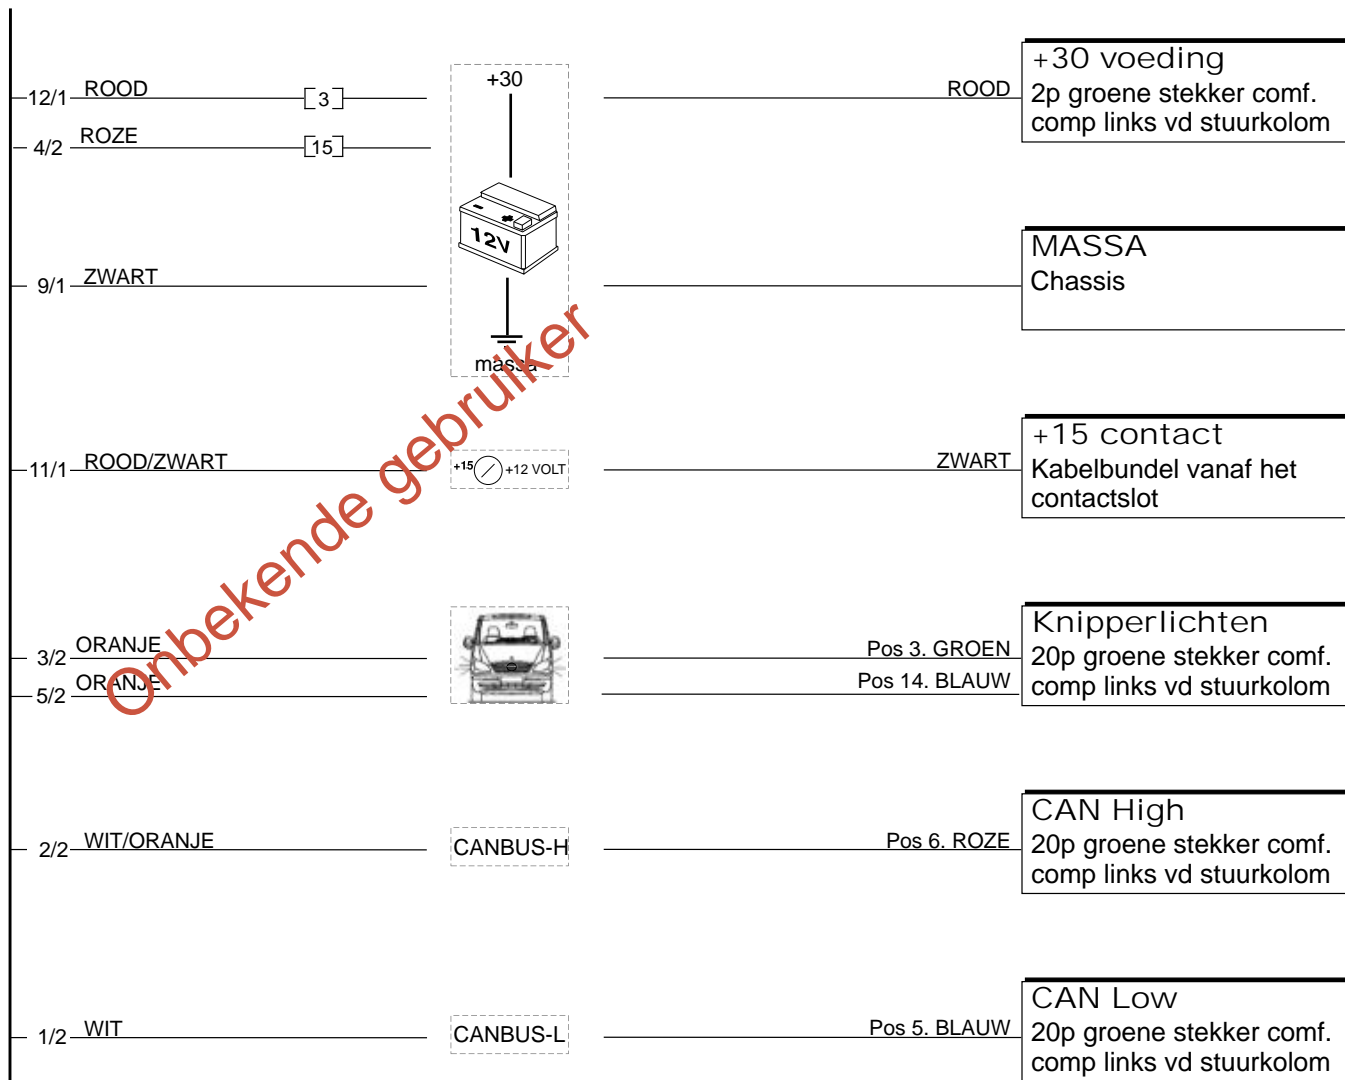 12/1 ROOD [3] +30 ROOD
+30 voeding
2p groene stekker comf.
comp links vd stuurkolom
4/2 ROZE [15]
12V
9/1 ZWART
MASSA
Chassis
massa
11/1 ROOD/ZWART +15 +12 VOLT ZWART
+15 contact
Kabelbundel vanaf het
contactslot
Onbekende gebruiker
3/2 ORANJE Pos 3. GROEN
5/2 ORANJE Pos 14. BLAUW
Knipperlichten
20p groene stekker comf.
comp links vd stuurkolom
2/2 WIT/ORANJE CANBUS-H Pos 6. ROZE
CAN High
20p groene stekker comf.
comp links vd stuurkolom
1/2 WIT CANBUS-L Pos 5. BLAUW
CAN Low
20p groene stekker comf.
comp links vd stuurkolom